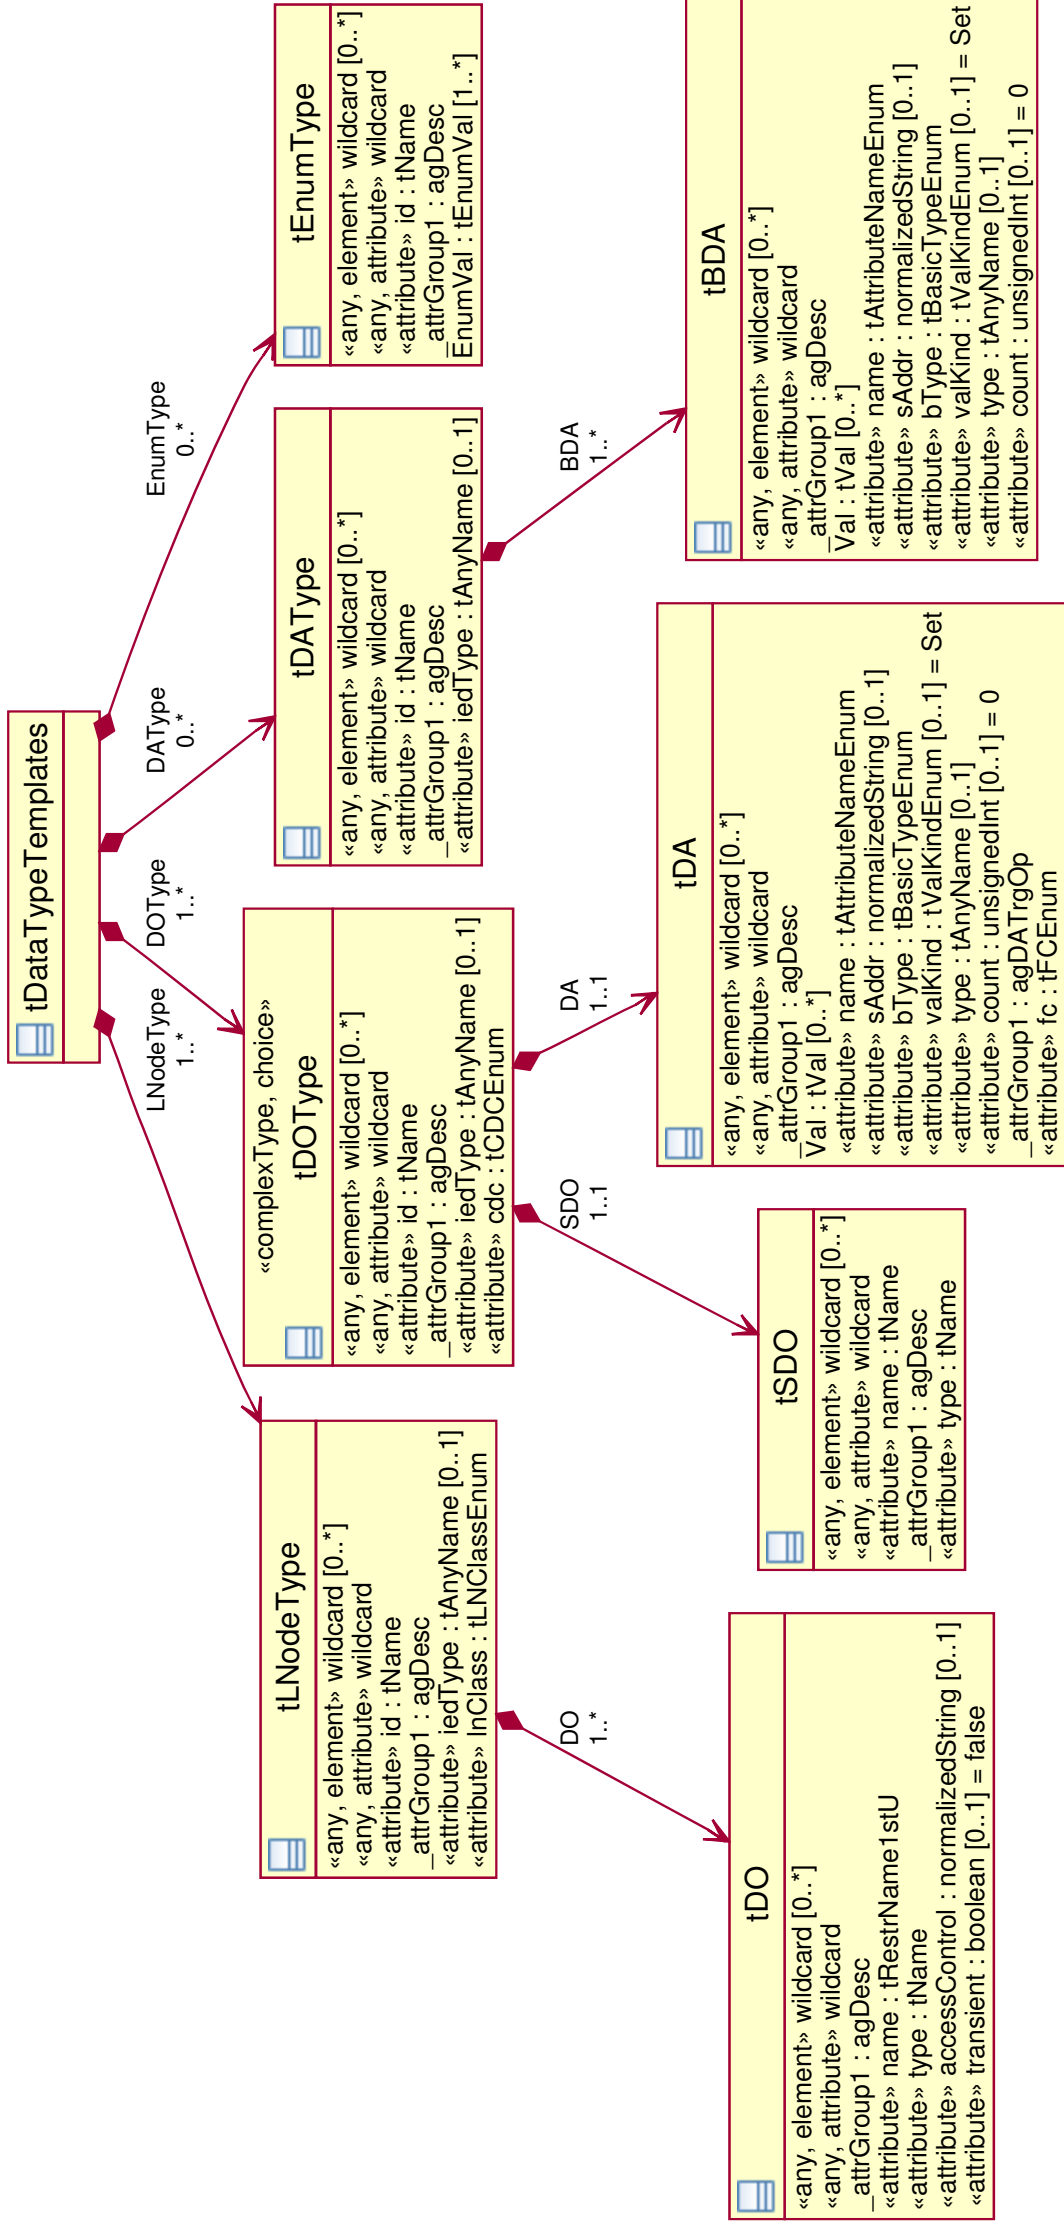 tDataTypeTemplates
LNodeType
1..*
DOType
1..*
DAType
0..*
EnumType
0..*
tLNodeType
«any, element» wildcard [0..*]
«any, attribute» wildcard
«attribute» id : tName
_attrGroup1 : agDesc
«attribute» iedType : tAnyName [0..1]
«attribute» lnClass : tLNClassEnum
«complexType, choice»
tDOType
«any, element» wildcard [0..*]
«any, attribute» wildcard
«attribute» id : tName
_attrGroup1 : agDesc
«attribute» iedType : tAnyName [0..1]
«attribute» cdc : tCDCEnum
tDAType
«any, element» wildcard [0..*]
«any, attribute» wildcard
«attribute» id : tName
_attrGroup1 : agDesc
«attribute» iedType : tAnyName [0..1]
tEnumType
«any, element» wildcard [0..*]
«any, attribute» wildcard
«attribute» id : tName
_attrGroup1 : agDesc
EnumVal : tEnumVal [1..*]
DO
1..*
SDO
1..1
DA
1..1
BDA
1..*
tDO
«any, element» wildcard [0..*]
«any, attribute» wildcard
_attrGroup1 : agDesc
«attribute» name : tRestrName1stU
«attribute» type : tName
«attribute» accessControl : normalizedString [0..1]
«attribute» transient : boolean [0..1] = false
tSDO
«any, element» wildcard [0..*]
«any, attribute» wildcard
«attribute» name : tName
_attrGroup1 : agDesc
«attribute» type : tName
tDA
«any, element» wildcard [0..*]
«any, attribute» wildcard
_attrGroup1 : agDesc
Val : tVal [0..*]
«attribute» name : tAttributeNameEnum
«attribute» sAddr : normalizedString [0..1]
«attribute» bType : tBasicTypeEnum
«attribute» valKind : tValKindEnum [0..1] = Set
«attribute» type : tAnyName [0..1]
«attribute» count : unsignedInt [0..1] = 0
_attrGroup1 : agDATrgOp
«attribute» fc : tFCEnum
tBDA
«any, element» wildcard [0..*]
«any, attribute» wildcard
_attrGroup1 : agDesc
Val : tVal [0..*]
«attribute» name : tAttributeNameEnum
«attribute» sAddr : normalizedString [0..1]
«attribute» bType : tBasicTypeEnum
«attribute» valKind : tValKindEnum [0..1] = Set
«attribute» type : tAnyName [0..1]
«attribute» count : unsignedInt [0..1] = 0